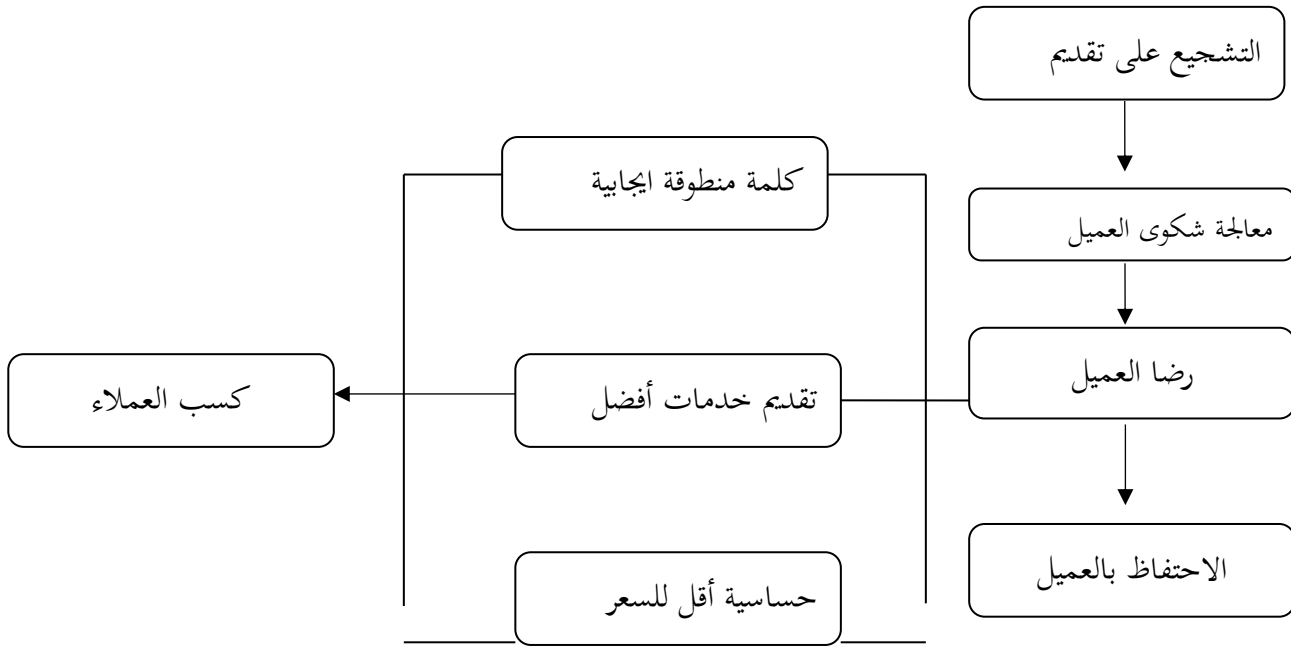 التشجيع على تقديم
كلمة منطوقة ايجابية
معالجة شكوى العميل
رضا العميل
تقديم خدمات أفضل
كسب العملاء
الاحتفاظ بالعميل
حساسية أقل للسعر